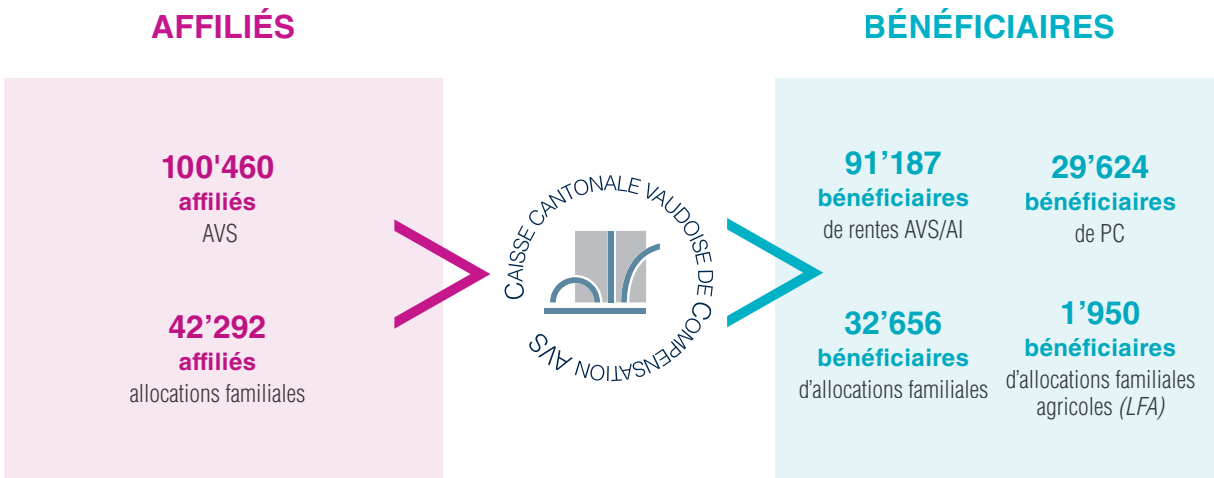 AFFILIÉS
BÉNÉFICIAIRES
100'460
affiliés
AVS
42’292
affiliés
allocations familiales
CAISSE CANTONALE VAUDOISE DE COMPENSATION AVS
91’187
bénéficiaires
de rentes AVS/AI
29’624
bénéficiaires
de PC
32’656
bénéficiaires
d’allocations familiales
1’950
bénéficiaires
d’allocations familiales
agricoles (LFA)